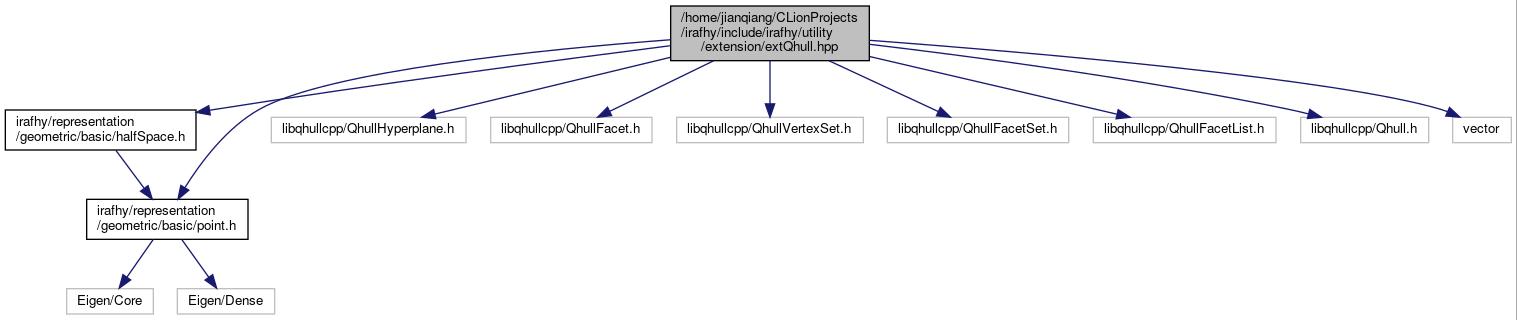 /home/jianqiang/CLionProjects
/irafhy/include/irafhy/utility
/extension/extQhull.hpp
irafhy/representation
/geometric/basic/halfSpace.h
libqhullcpp/QhullHyperplane.h
libqhullcpp/QhullFacet.h
libqhullcpp/QhullVertexSet.h
libqhullcpp/QhullFacetSet.h
libqhullcpp/QhullFacetList.h
libqhullcpp/Qhull.h
vector
irafhy/representation
/geometric/basic/point.h
Eigen/Core
Eigen/Dense